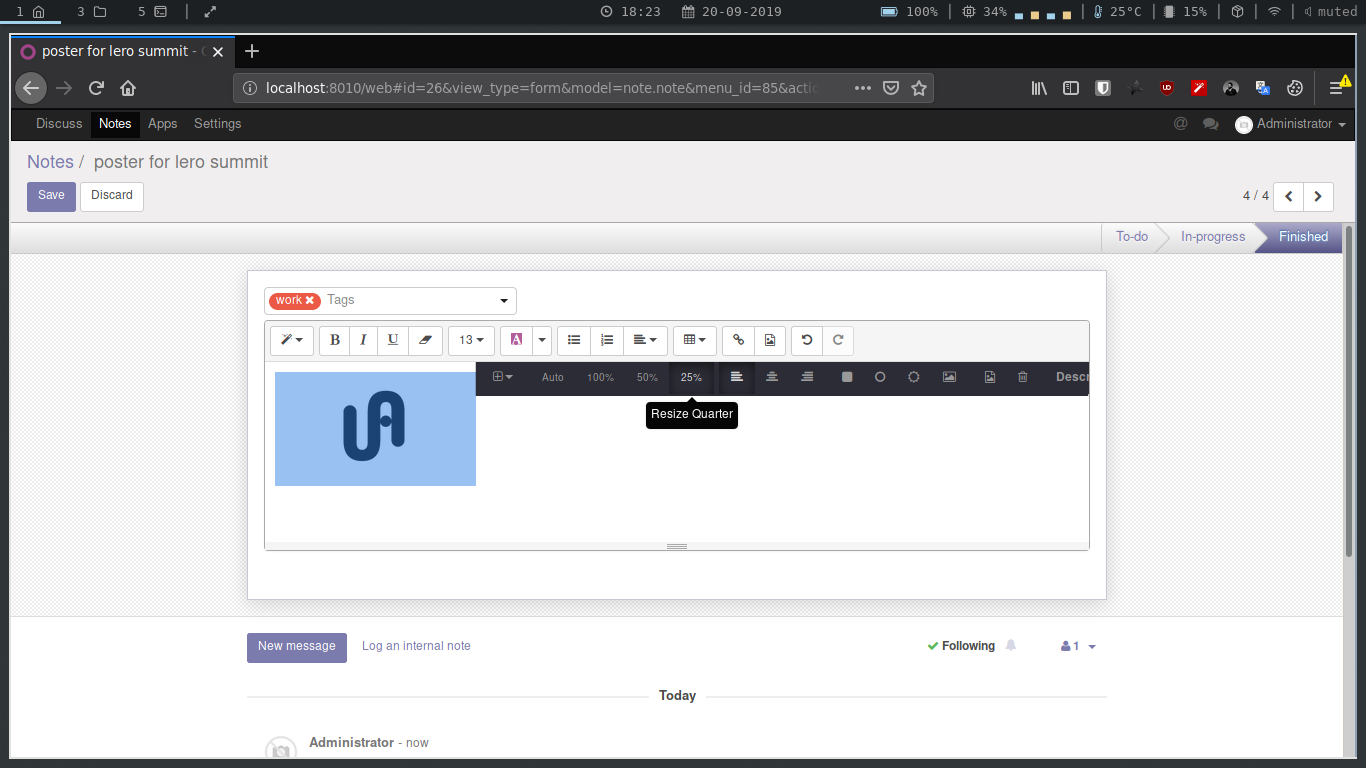 1 3 5 18:23 20-09-2019 100% 34% 25°C 15% muted
poster for lero summit -
localhost:8010/web#id=26&view_type=form&model=note.note&menu_id=85&actic
Discuss Notes Apps Settings Administrator
Notes / poster for lero summit
Save Discard 4 / 4
To-do In-progress Finished
work Tags
B I U 13 A
Auto 100% 50% 25% Descr
Resize Quarter
New message Log an internal note Following 1
Today
Administrator - now